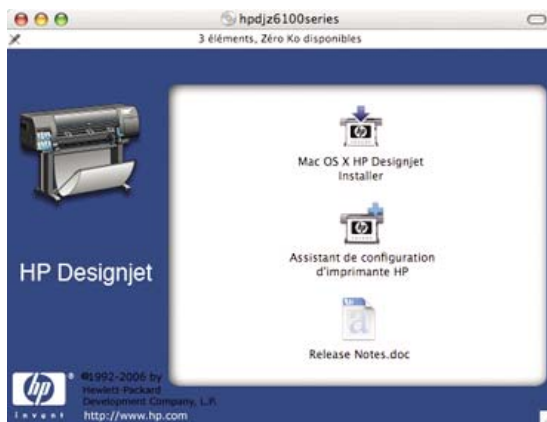 hpdjz6100series
3 éléments, Zéro Ko disponibles
Mac OS X HP Designjet
Installer
Assistant de configuration
d'imprimante HP
Release Notes.doc
HP Designjet
hp
®
invent
©1992-2006 by
Hewlett-Packard
Development Company, L.P.
http://www.hp.com